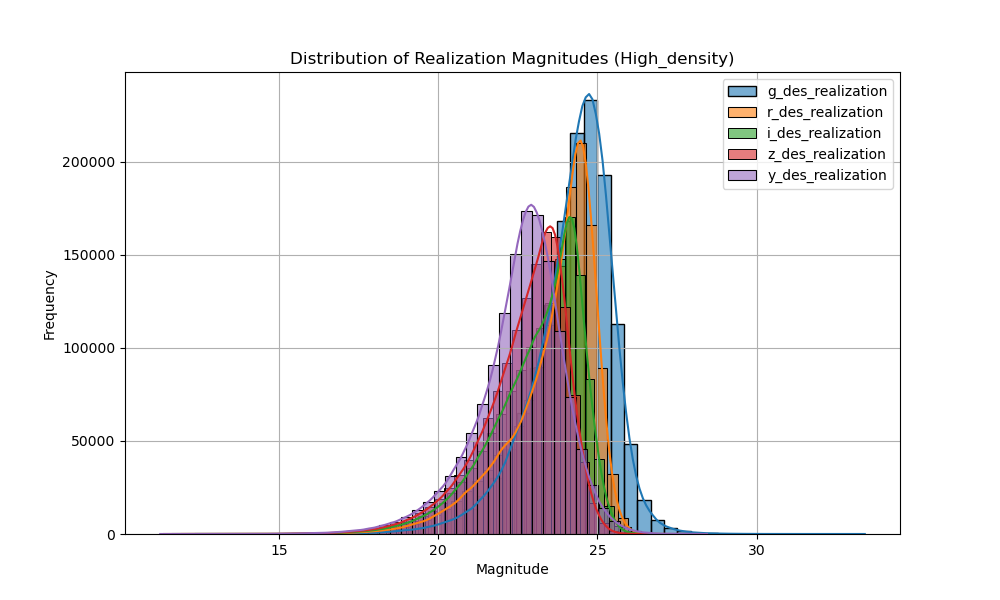 Distribution of Realization Magnitudes (High_density)
g_des_realization
r_des_realization
i_des_realization
z_des_realization
y_des_realization
200000
150000
100000
50000
0
Frequency
15
20
25
30
Magnitude